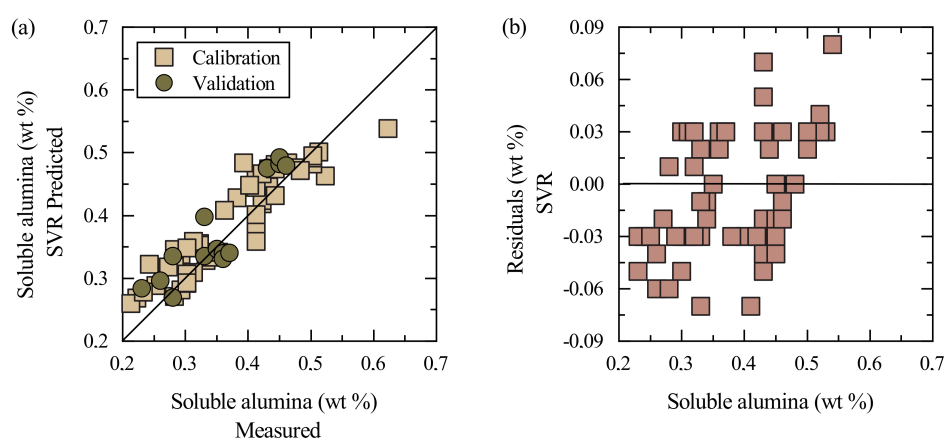 (a)
0.7
0.6
0.5
0.4
0.3
0.2
Soluble alumina (wt %)
SVR Predicted
Calibration
Validation
0.2 0.3 0.4 0.5 0.6 0.7
Soluble alumina (wt %)
Measured
(b)
0.09
0.06
0.03
0.00
-0.03
-0.06
-0.09
Residuals (wt %)
SVR
0.2 0.3 0.4 0.5 0.6 0.7
Soluble alumina (wt %)